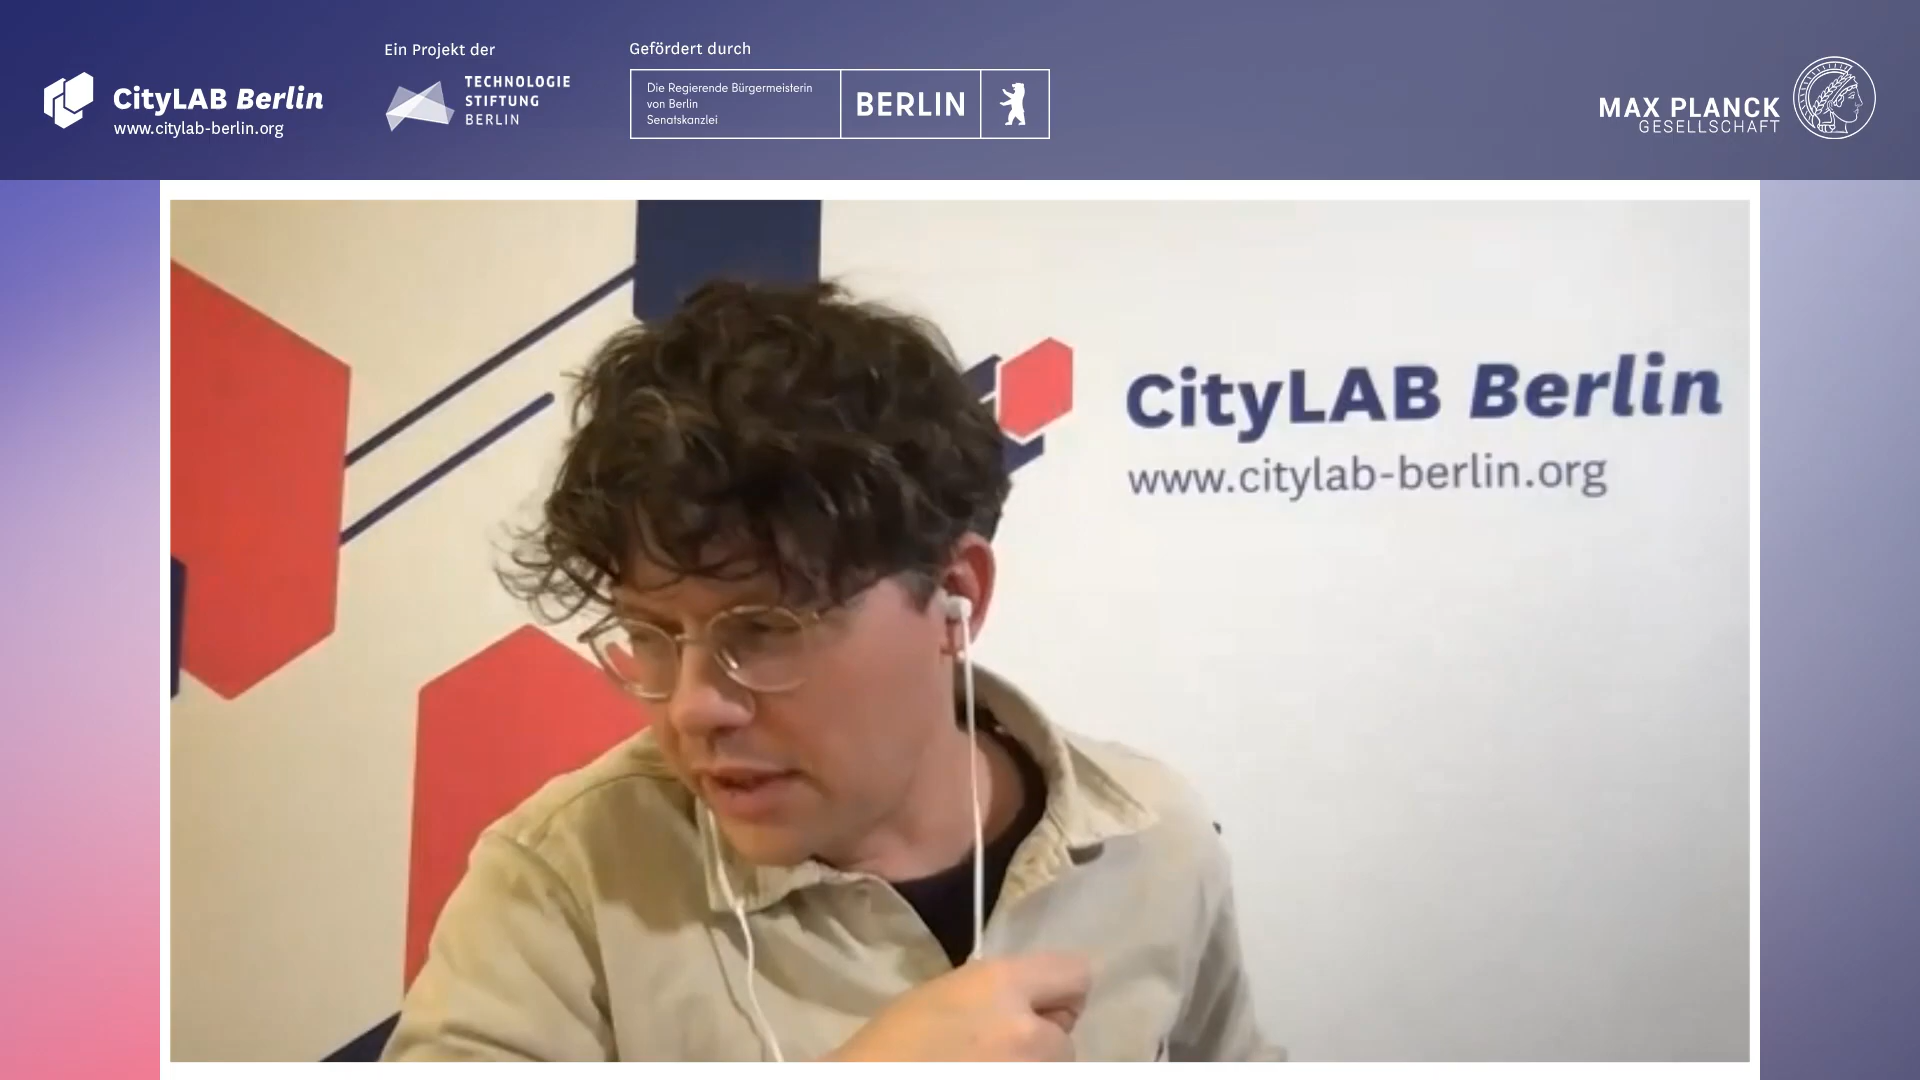 CityLAB Berlin
www.citylab-berlin.org
Ein Projekt der
TECHNOLOGIE
STIFTUNG
BERLIN
Gefördert durch
Die Regierende Bürgermeisterin
von Berlin
Senatskanzlei
BERLIN
MAX PLANCK
GESELLSCHAFT
CityLAB Berlin
www.citylab-berlin.org